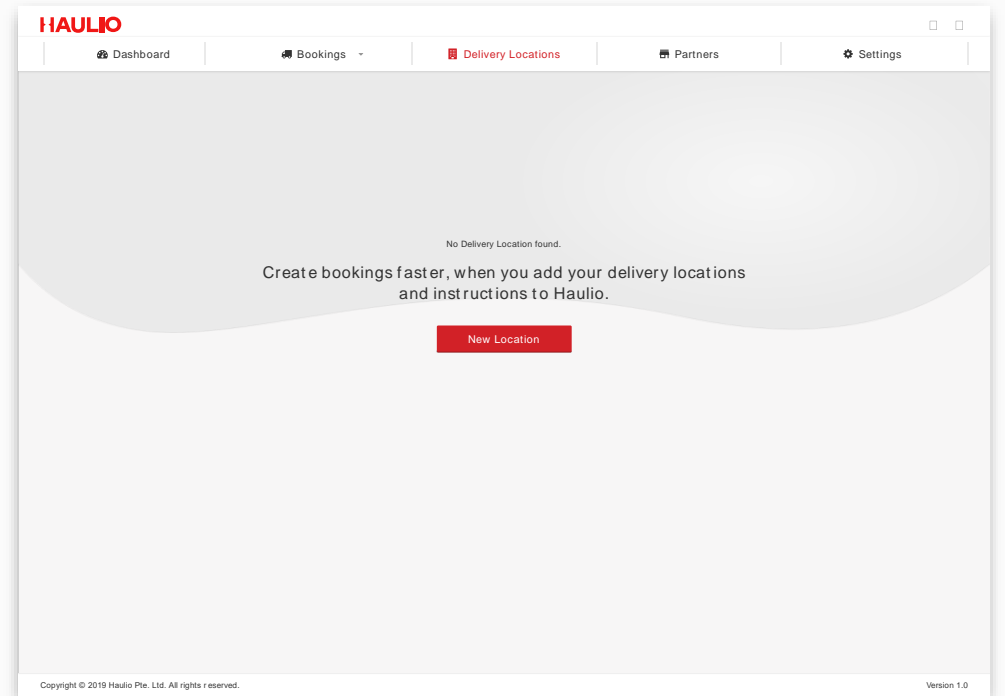 HAULIO
Dashboard
Bookings
Delivery Locations
Partners
Settings
No Delivery Location found.
Create bookings faster, when you add your delivery locations
and instructions to Haulio.
New Location
Copyright © 2019 Haulio Pte. Ltd. All rights reserved.
Version 1.0